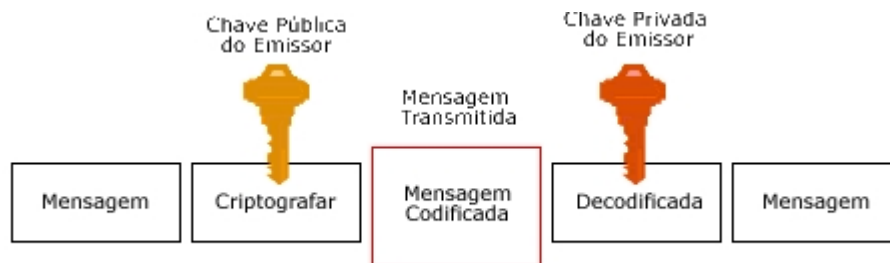 Chave Pública
do Emissor
Chave Privada
do Emissor
Mensagem
Transmitida
Mensagem
Criptografar
Mensagem
Codificada
Decodificada
Mensagem